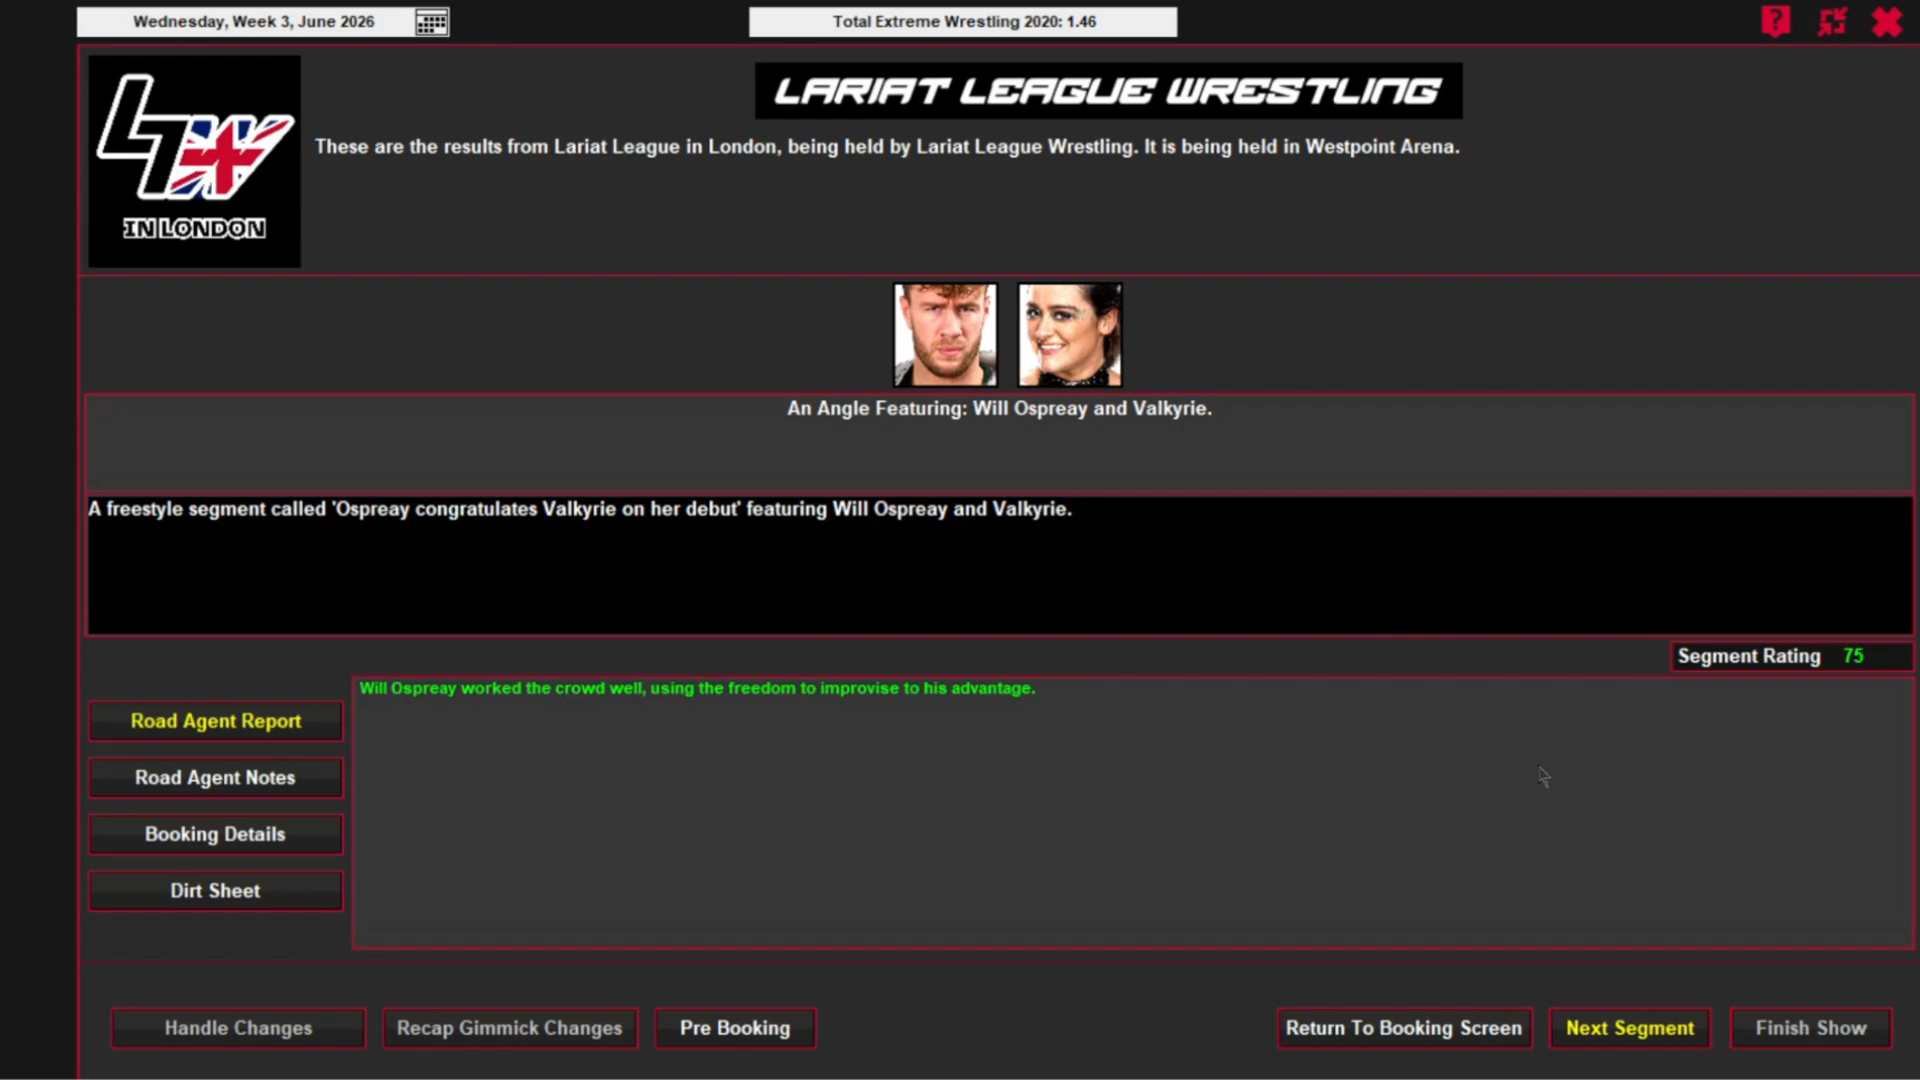 Wednesday, Week 3, June 2026
Total Extreme Wrestling 2020: 1.46
?
LTW
IN LONDON
LARIAT LEAGUE WRESTLING
These are the results from Lariat League in London, being held by Lariat League Wrestling. It is being held in Westpoint Arena.
An Angle Featuring: Will Ospreay and Valkyrie.
A freestyle segment called 'Ospreay congratulates Valkyrie on her debut' featuring Will Ospreay and Valkyrie.
Segment Rating 75
Will Ospreay worked the crowd well, using the freedom to improvise to his advantage.
Road Agent Report
Road Agent Notes
Booking Details
Dirt Sheet
Handle Changes
Recap Gimmick Changes
Pre Booking
Return To Booking Screen
Next Segment
Finish Show